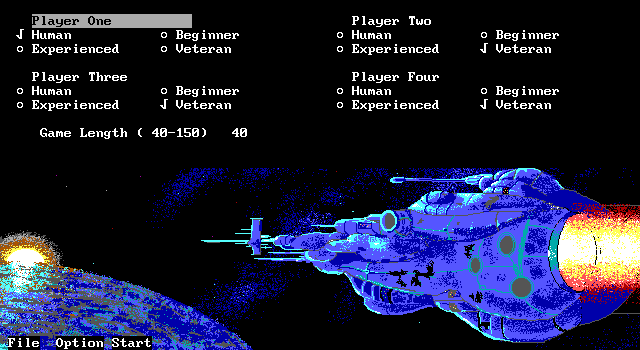 Player One
Player Two
√ Human o Beginner
o Human o Beginner
o Experienced o Veteran
o Experienced √ Veteran
Player Three
Player Four
o Human o Beginner
o Human o Beginner
o Experienced √ Veteran
o Experienced √ Veteran
Game Length ( 40-150) 40
File Option Start